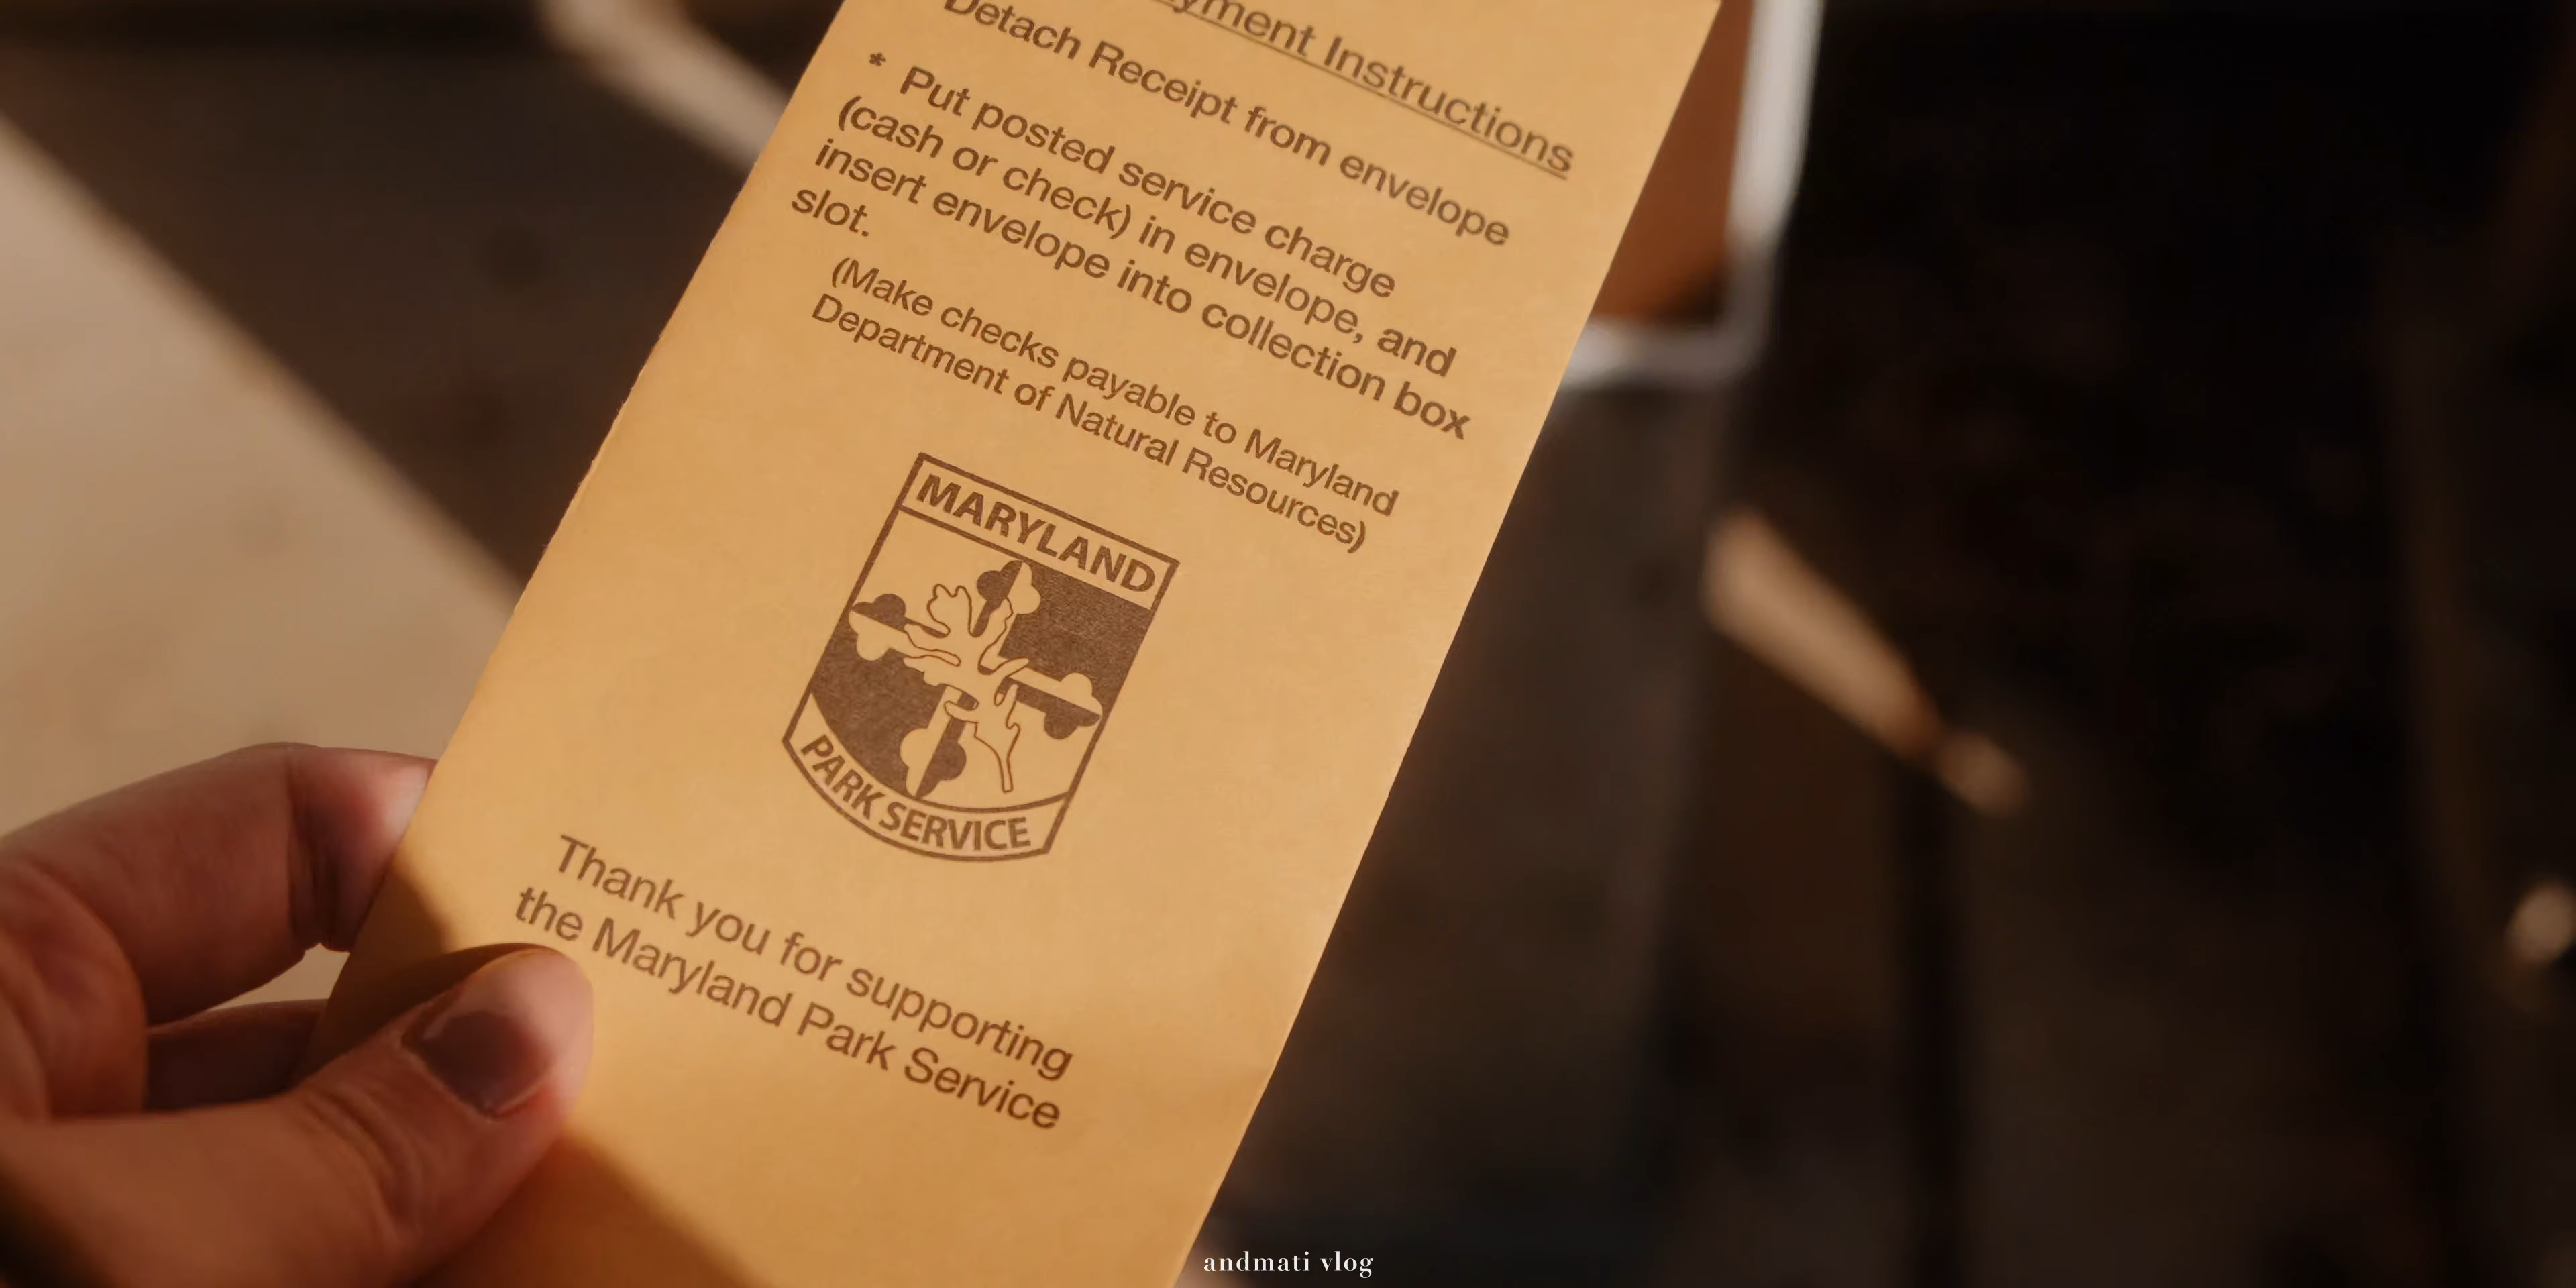 Payment Instructions
Detach Receipt from envelope
* Put posted service charge
(cash or check) in envelope, and
insert envelope into collection box
slot.
(Make checks payable to Maryland
Department of Natural Resources)
MARYLAND
PARK SERVICE
Thank you for supporting
the Maryland Park Service
andmati vlog